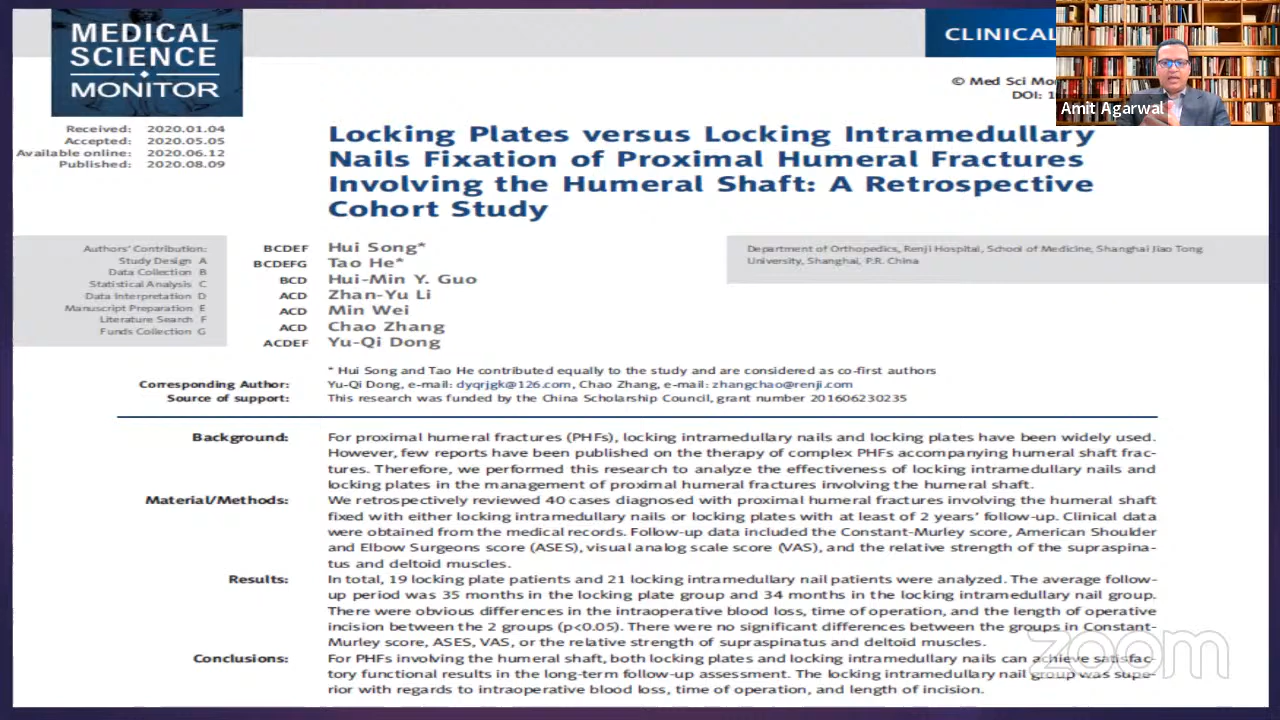 MEDICAL
SCIENCE
MONITOR
CLINICAL
© Med Sci Mo
DOI: 1
Amit Agarwal
Received: 2020.01.04
Accepted: 2020.05.05
Available online: 2020.06.12
Published: 2020.08.09
Locking Plates versus Locking Intramedullary
Nails Fixation of Proximal Humeral Fractures
Involving the Humeral Shaft: A Retrospective
Cohort Study
Authors' Contribution:
Study Design A
Data Collection B
Statistical Analysis C
Data Interpretation D
Manuscript Preparation E
Literature Search F
Funds Collection G
BCDEF Hui Song*
BCDEFG Tao He*
BCD Hui-Min Y. Guo
ACD Zhan-Yu Li
ACD Min Wei
ACD Chao Zhang
ACDEF Yu-Qi Dong
Department of Orthopedics, Renji Hospital, School of Medicine, Shanghai Jiao Tong
University, Shanghai, P.R. China
* Hui Song and Tao He contributed equally to the study and are considered as co-first authors
Corresponding Author: Yu-Qi Dong, e-mail: dyqrjgk@126.com, Chao Zhang, e-mail: zhangchao@renji.com
Source of support: This research was funded by the China Scholarship Council, grant number 201606230235
Background: For proximal humeral fractures (PHFs), locking intramedullary nails and locking plates have been widely used.
However, few reports have been published on the therapy of complex PHFs accompanying humeral shaft frac-
tures. Therefore, we performed this research to analyze the effectiveness of locking intramedullary nails and
locking plates in the management of proximal humeral fractures involving the humeral shaft.
Material/Methods: We retrospectively reviewed 40 cases diagnosed with proximal humeral fractures involving the humeral shaft
fixed with either locking intramedullary nails or locking plates with at least of 2 years' follow-up. Clinical data
were obtained from the medical records. Follow-up data included the Constant-Murley score, American Shoulder
and Elbow Surgeons score (ASES), visual analog scale score (VAS), and the relative strength of the supraspina-
tus and deltoid muscles.
Results: In total, 19 locking plate patients and 21 locking intramedullary nail patients were analyzed. The average follow-
up period was 35 months in the locking plate group and 34 months in the locking intramedullary nail group.
There were obvious differences in the intraoperative blood loss, time of operation, and the length of operative
incision between the 2 groups (p<0.05). There were no significant differences between the groups in Constant-
Murley score, ASES, VAS, or the relative strength of supraspinatus and deltoid muscles.
Conclusions: For PHFs involving the humeral shaft, both locking plates and locking intramedullary nails can achieve satisfac-
tory functional results in the long-term follow-up assessment. The locking intramedullary nail group was supe-
rior with regards to intraoperative blood loss, time of operation, and length of incision.
zoom